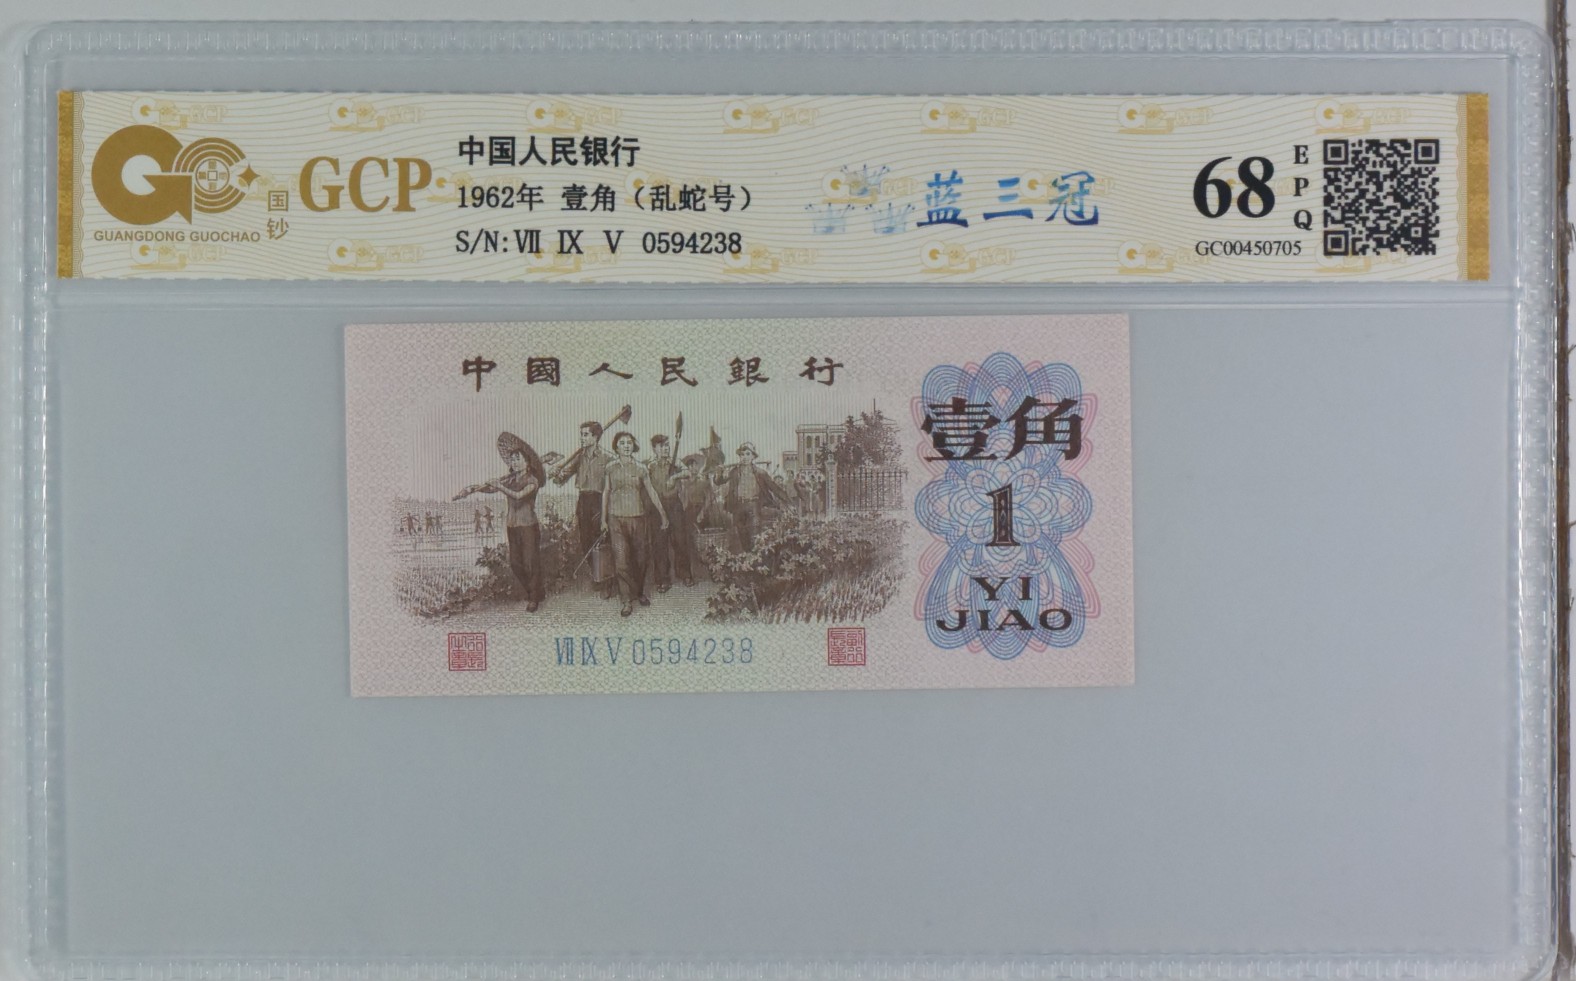 GUANGDONG GUOCHAO
国钞
GCP
中国人民银行
1962年 壹角（乱蛇号）
S/N:Ⅶ Ⅸ Ⅴ 0594238
蓝三冠
68
EPQ
GC00450705
中國人民銀行
壹角
1
YI
JIAO
ⅦⅨⅤ0594238